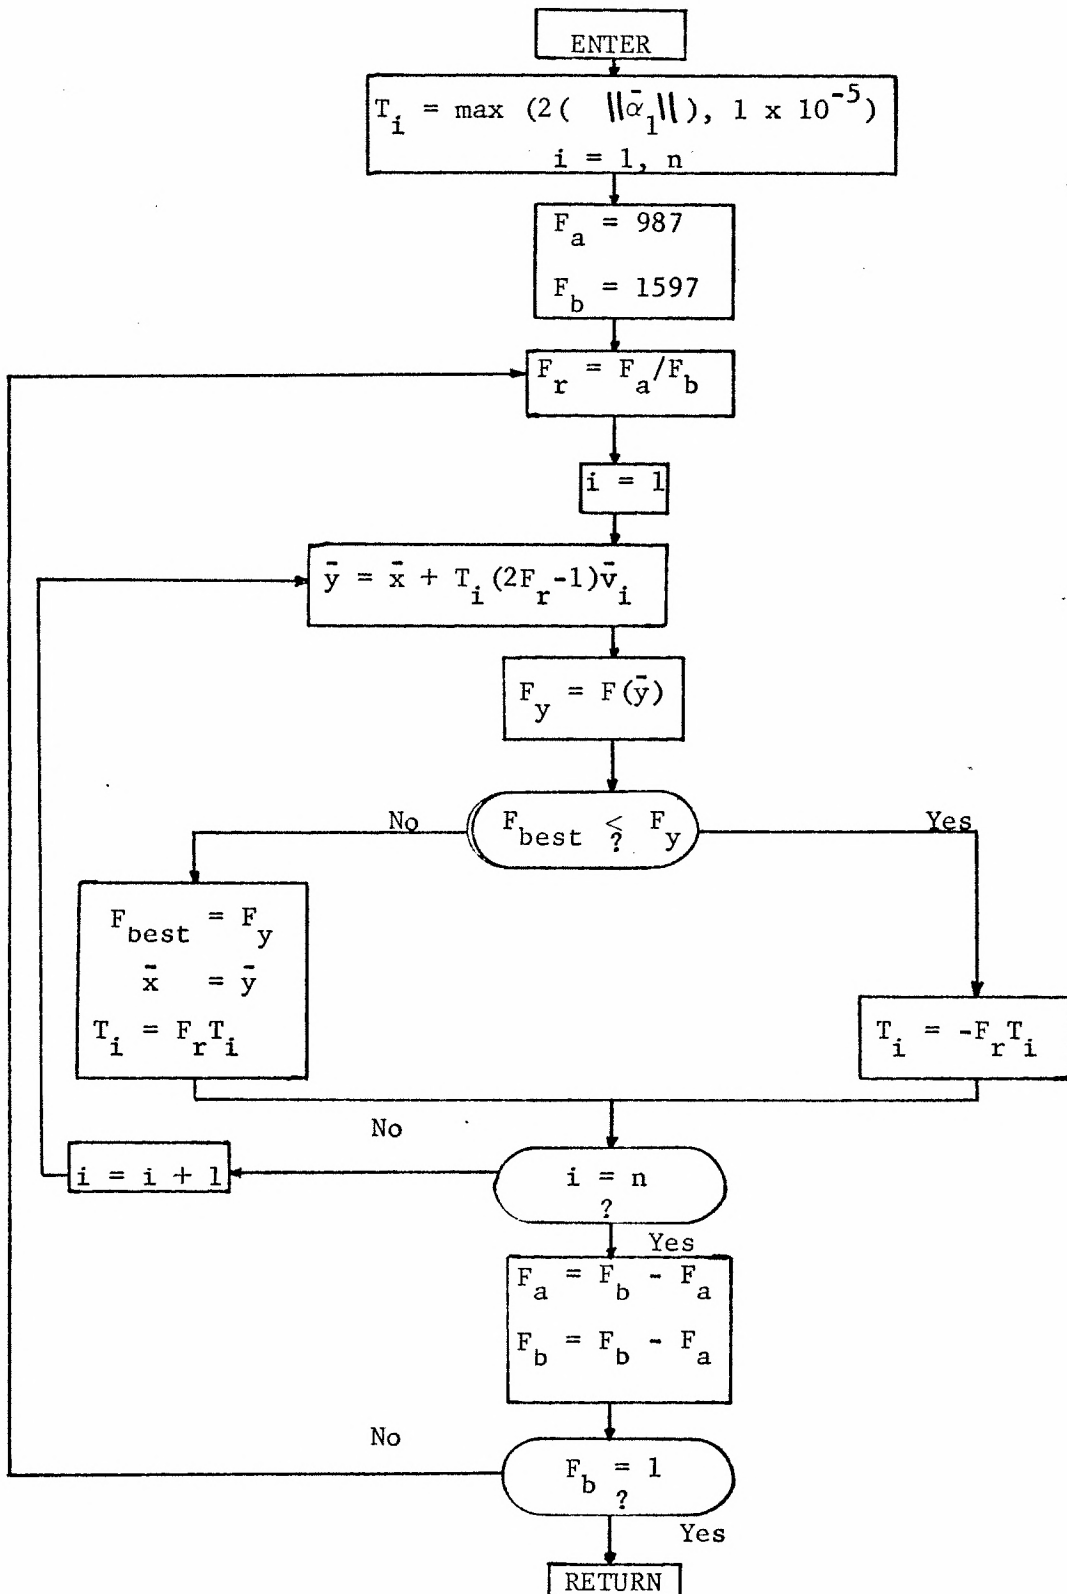 ENTER
T_i = max (2( ||ᾱ_1||), 1 x 10^-5)
i = 1, n
F_a = 987
F_b = 1597
F_r = F_a/F_b
i = 1
ȳ = x̄ + T_i(2F_r-1)v̄_i
F_y = F(ȳ)
No
F_best < F_y
?
Yes
F_best = F_y
x̄ = ȳ
T_i = F_rT_i
T_i = -F_rT_i
No
i = i + 1
i = n
?
Yes
F_a = F_b - F_a
F_b = F_b - F_a
No
F_b = 1
?
Yes
RETURN